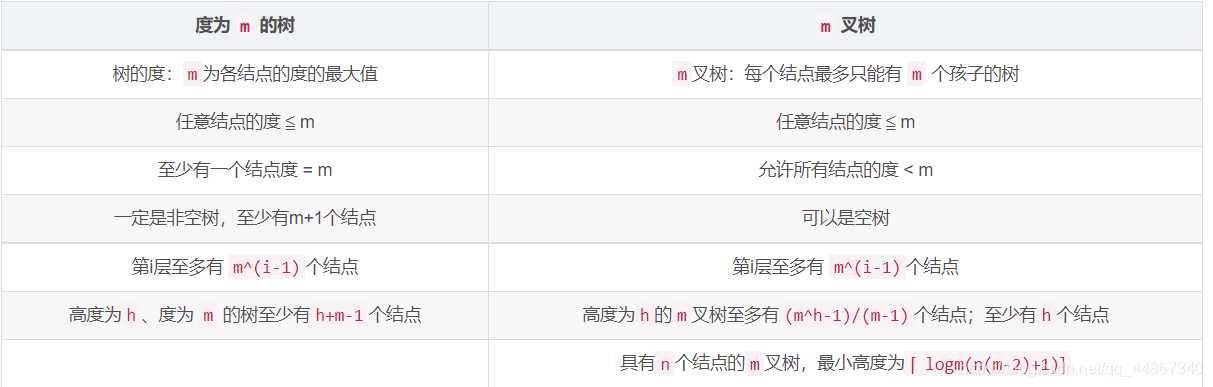 度为 m 的树 m 叉树
树的度：m为各结点的度的最大值 m叉树：每个结点最多只能有 m 个孩子的树
任意结点的度≦m 任意结点的度≦m
至少有一个结点度 = m 允许所有结点的度 < m
一定是非空树，至少有m+1个结点 可以是空树
第i层至多有 m^(i-1) 个结点 第i层至多有 m^(i-1) 个结点
高度为 h 、度为 m 的树至少有 h+m-1 个结点 高度为 h 的 m 叉树至多有 (m^h-1)/(m-1) 个结点；至少有 h 个结点
具有 n 个结点的 m 叉树，最小高度为⌈ logm(n(m-2)+1)⌉